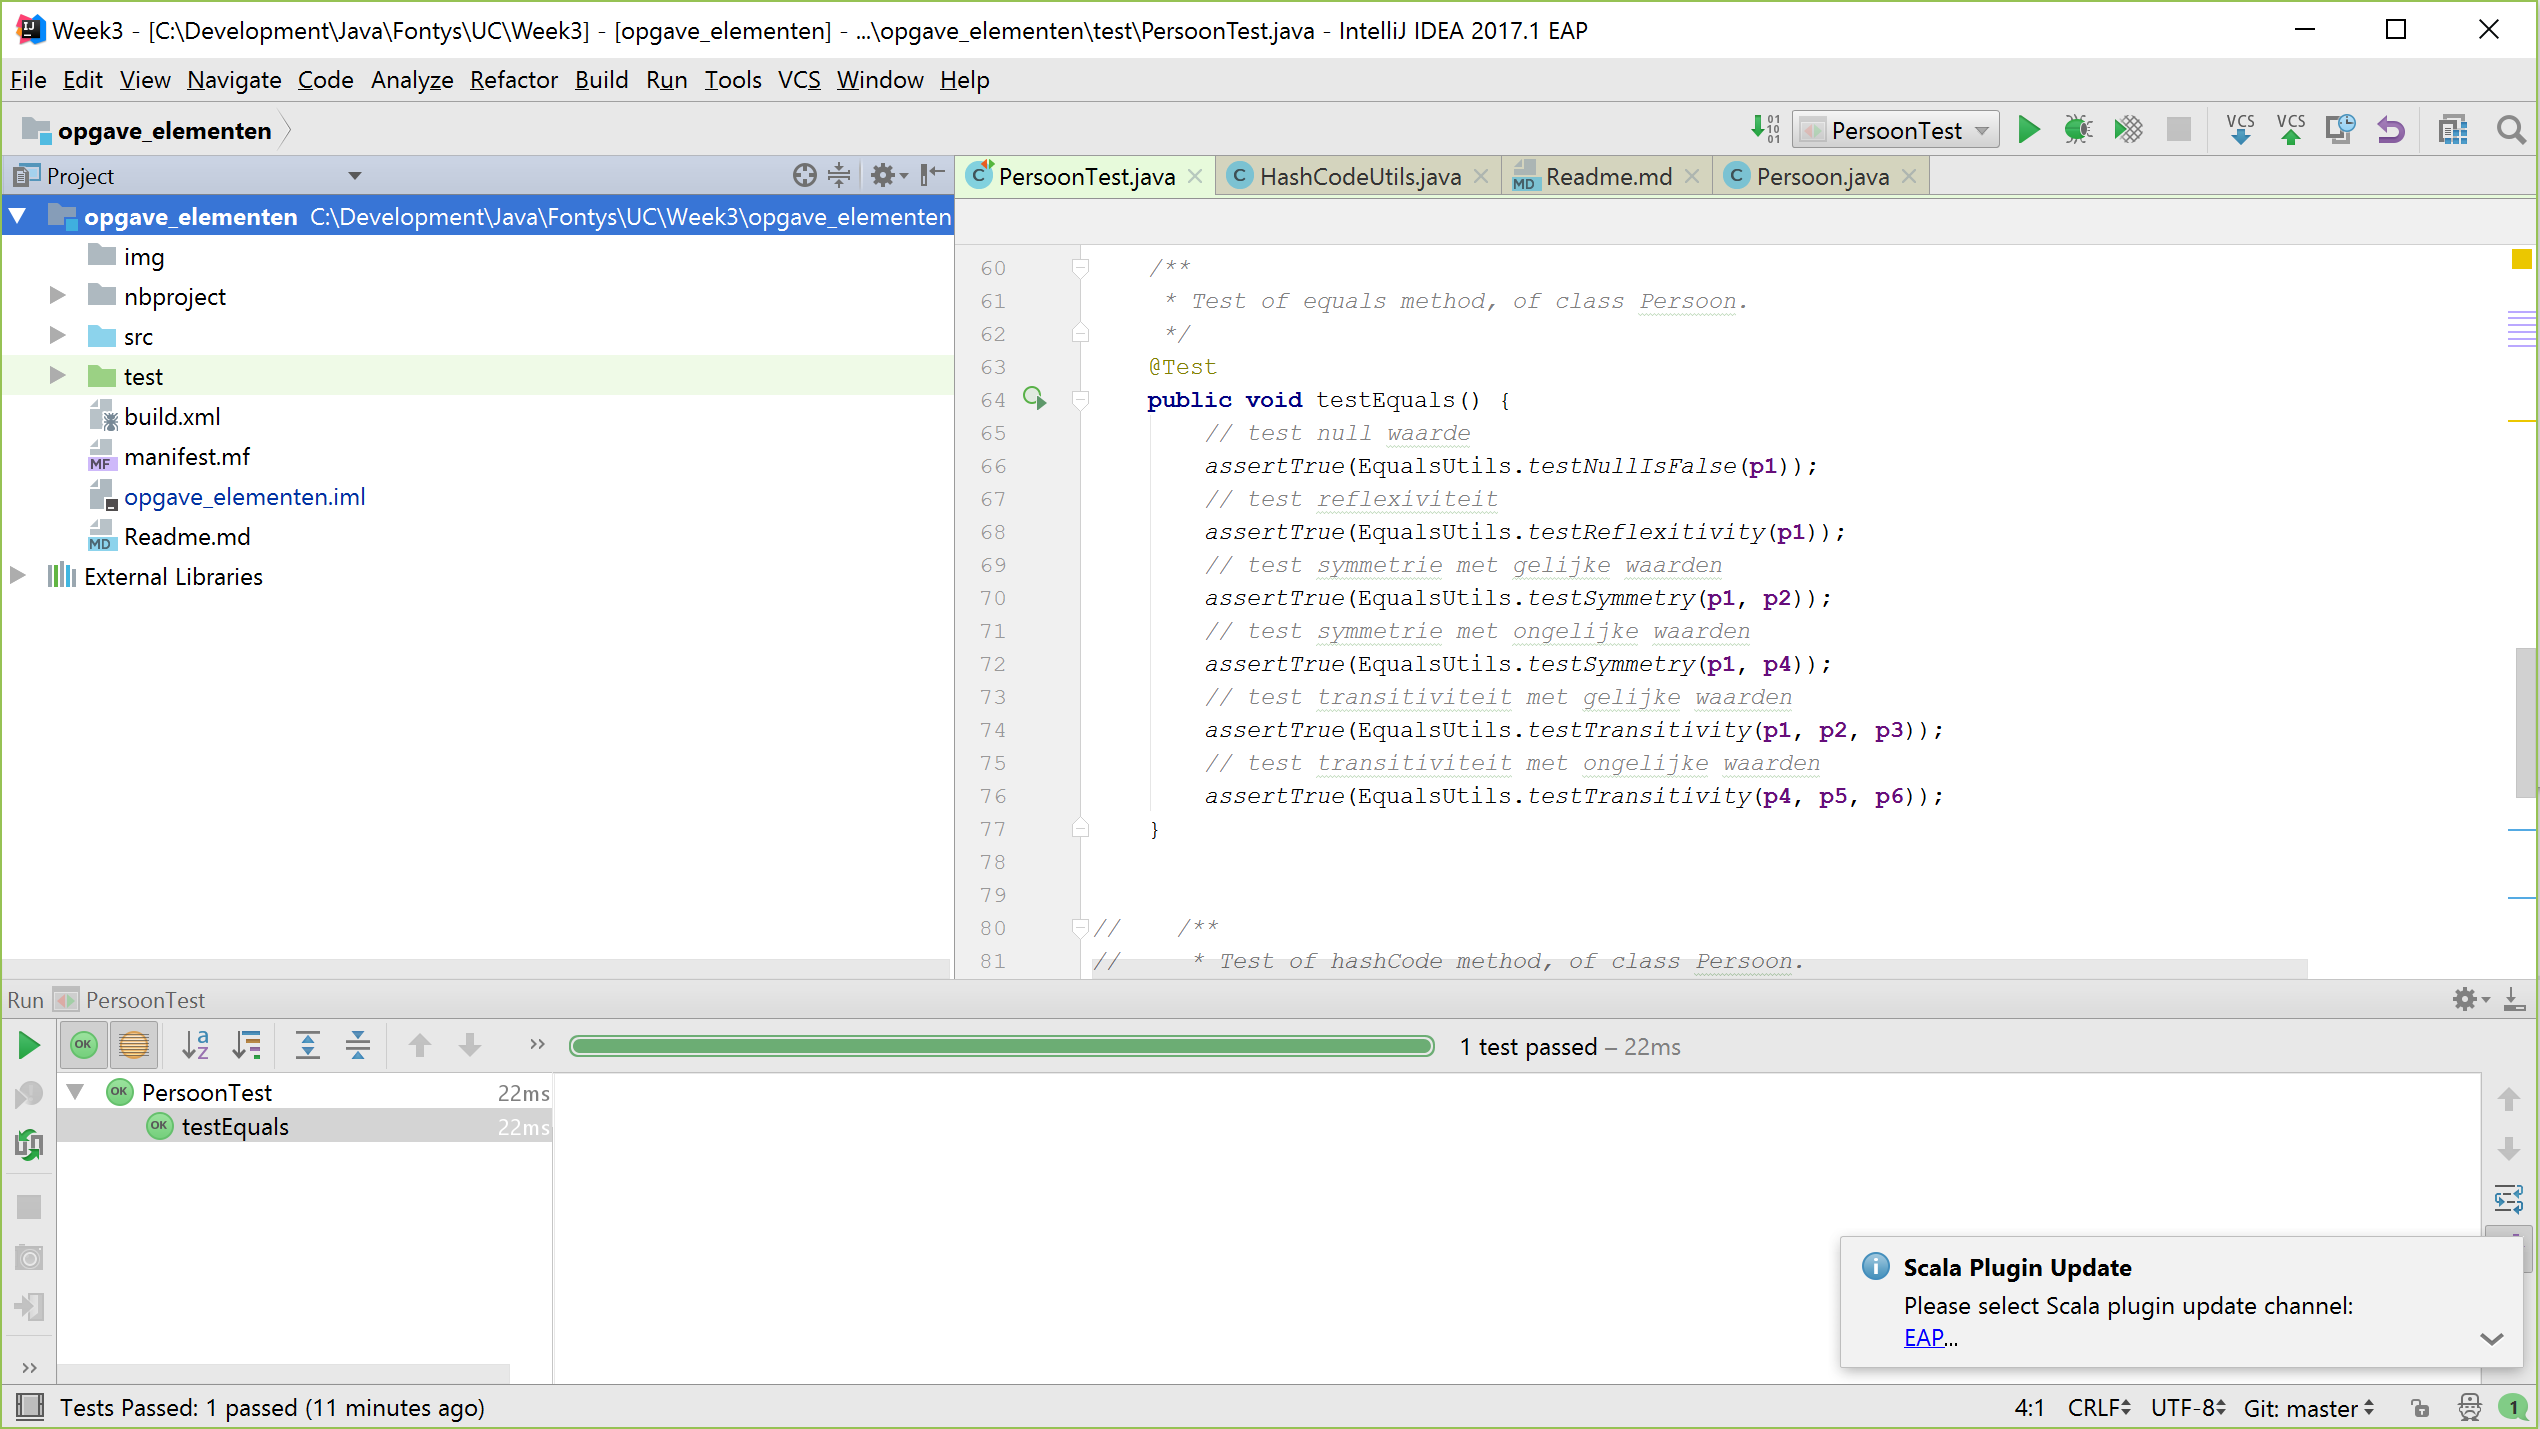 Week3 - [C:\Development\Java\Fontys\UC\Week3] - [opgave_elementen] - ...\opgave_elementen\test\PersoonTest.java - IntelliJ IDEA 2017.1 EAP
File Edit View Navigate Code Analyze Refactor Build Run Tools VCS Window Help
opgave_elementen
PersoonTest
VCS VCS
Project
PersoonTest.java HashCodeUtils.java Readme.md Persoon.java
opgave_elementen C:\Development\Java\Fontys\UC\Week3\opgave_elementen
img
nbproject
src
test
build.xml
manifest.mf
opgave_elementen.iml
Readme.md
External Libraries
60 /**
61 * Test of equals method, of class Persoon.
62 */
63 @Test
64 public void testEquals() {
65 // test null waarde
66 assertTrue(EqualsUtils.testNullIsFalse(p1));
67 // test reflexiviteit
68 assertTrue(EqualsUtils.testReflexitivity(p1));
69 // test symmetrie met gelijke waarden
70 assertTrue(EqualsUtils.testSymmetry(p1, p2));
71 // test symmetrie met ongelijke waarden
72 assertTrue(EqualsUtils.testSymmetry(p1, p4));
73 // test transitiviteit met gelijke waarden
74 assertTrue(EqualsUtils.testTransitivity(p1, p2, p3));
75 // test transitiviteit met ongelijke waarden
76 assertTrue(EqualsUtils.testTransitivity(p4, p5, p6));
77 }
78
79
80 // /**
81 // * Test of hashCode method, of class Persoon.
Run PersoonTest
1 test passed – 22ms
PersoonTest 22ms
testEquals 22ms
Scala Plugin Update
Please select Scala plugin update channel:
EAP...
Tests Passed: 1 passed (11 minutes ago)
4:1 CRLF UTF-8 Git: master 1